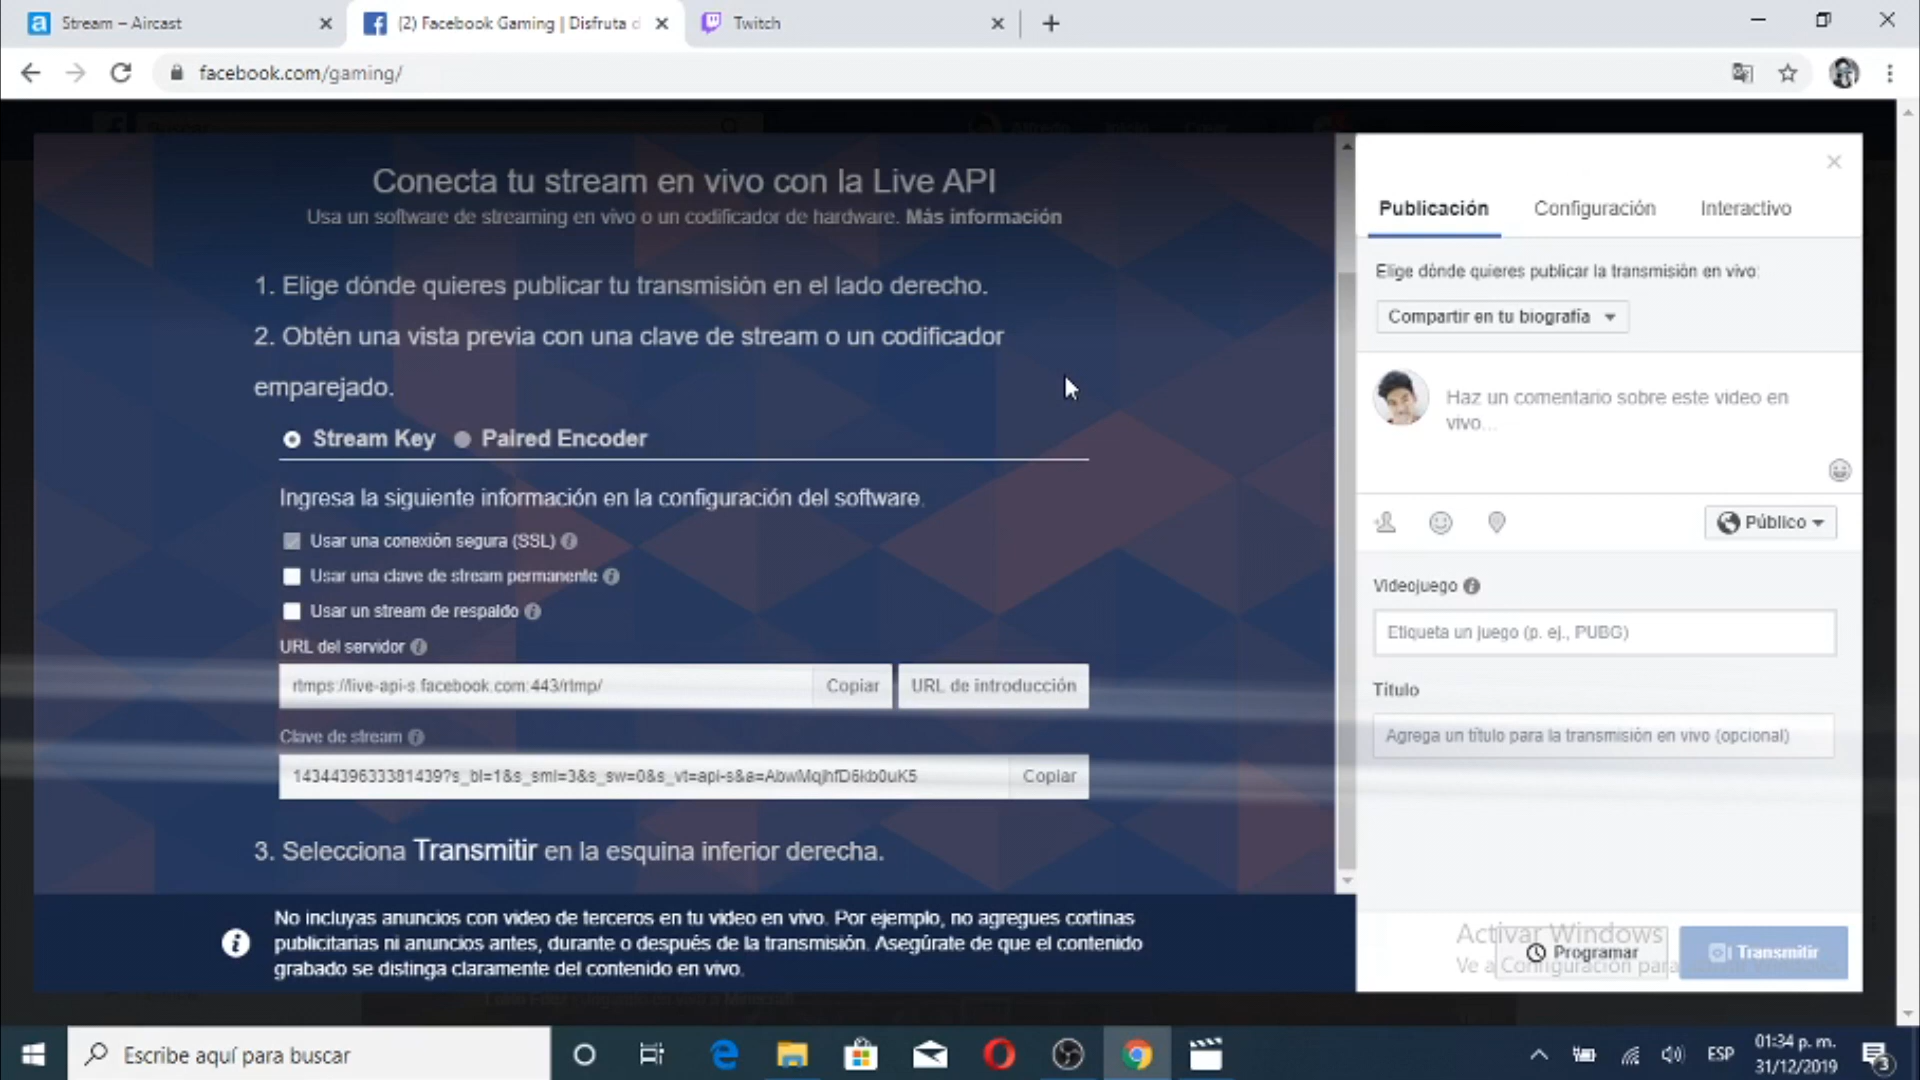 Stream – Aircast
(2) Facebook Gaming | Disfruta d
Twitch
facebook.com/gaming/
Conecta tu stream en vivo con la Live API
Usa un software de streaming en vivo o un codificador de hardware. Más información
1. Elige dónde quieres publicar tu transmisión en el lado derecho.
2. Obtén una vista previa con una clave de stream o un codificador
emparejado.
Stream Key Paired Encoder
Ingresa la siguiente información en la configuración del software.
Usar una conexión segura (SSL)
Usar una clave de stream permanente
Usar un stream de respaldo
URL del servidor
rtmps://live-api-s.facebook.com:443/rtmp/ Copiar URL de introducción
Clave de stream
Copiar
3. Selecciona Transmitir en la esquina inferior derecha.
No incluyas anuncios con video de terceros en tu video en vivo. Por ejemplo, no agregues cortinas
publicitarias ni anuncios antes, durante o después de la transmisión. Asegúrate de que el contenido
grabado se distinga claramente del contenido en vivo.
Publicación Configuración Interactivo
Elige dónde quieres publicar la transmisión en vivo:
Compartir en tu biografía
Haz un comentario sobre este video en
vivo...
Público
Videojuego
Etiqueta un juego (p. ej., PUBG)
Título
Agrega un título para la transmisión en vivo (opcional)
Activar Windows
Ve a Configuración para
Programar
Transmitir
Escribe aquí para buscar
ESP
01:34 p. m.
31/12/2019
3